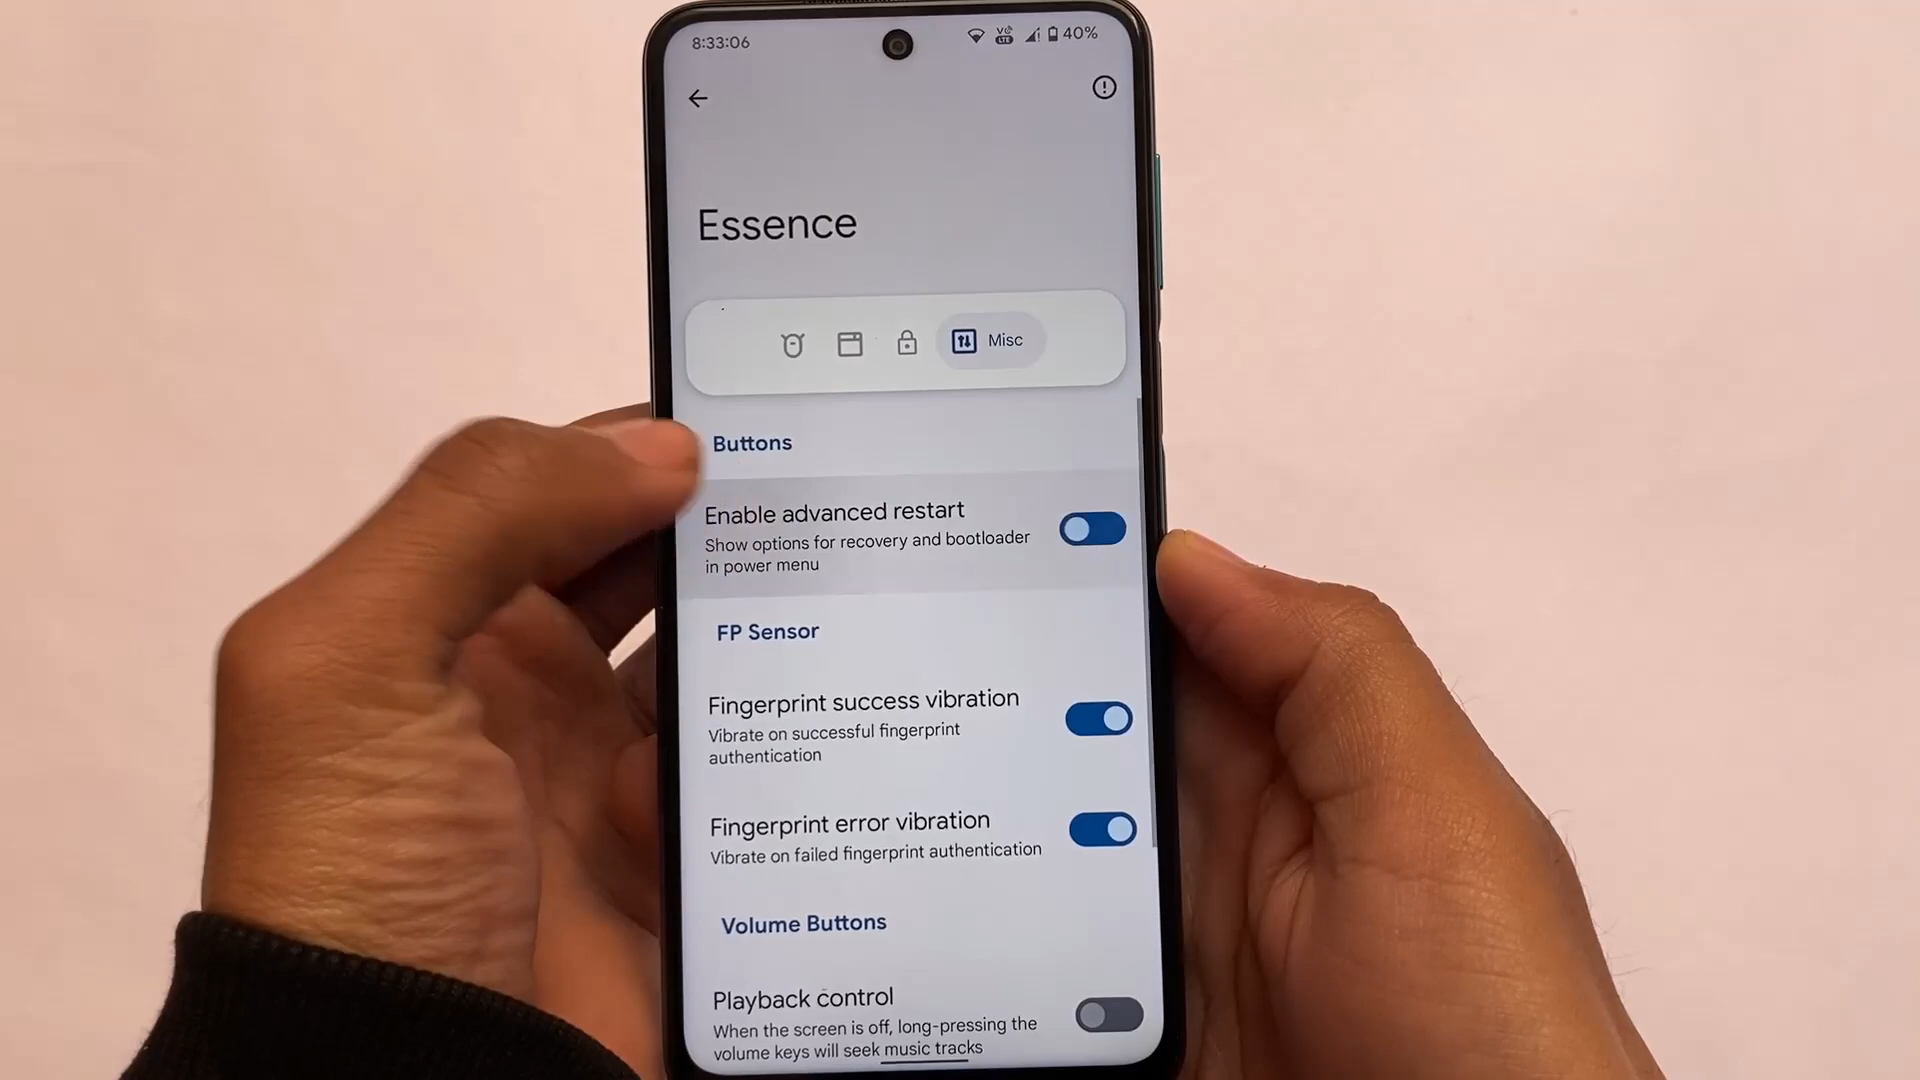 8:33:06
Vo LTE
40%
Essence
Misc
Buttons
Enable advanced restart
Show options for recovery and bootloader
in power menu
FP Sensor
Fingerprint success vibration
Vibrate on successful fingerprint
authentication
Fingerprint error vibration
Vibrate on failed fingerprint authentication
Volume Buttons
Playback control
When the screen is off, long-pressing the
volume keys will seek music tracks